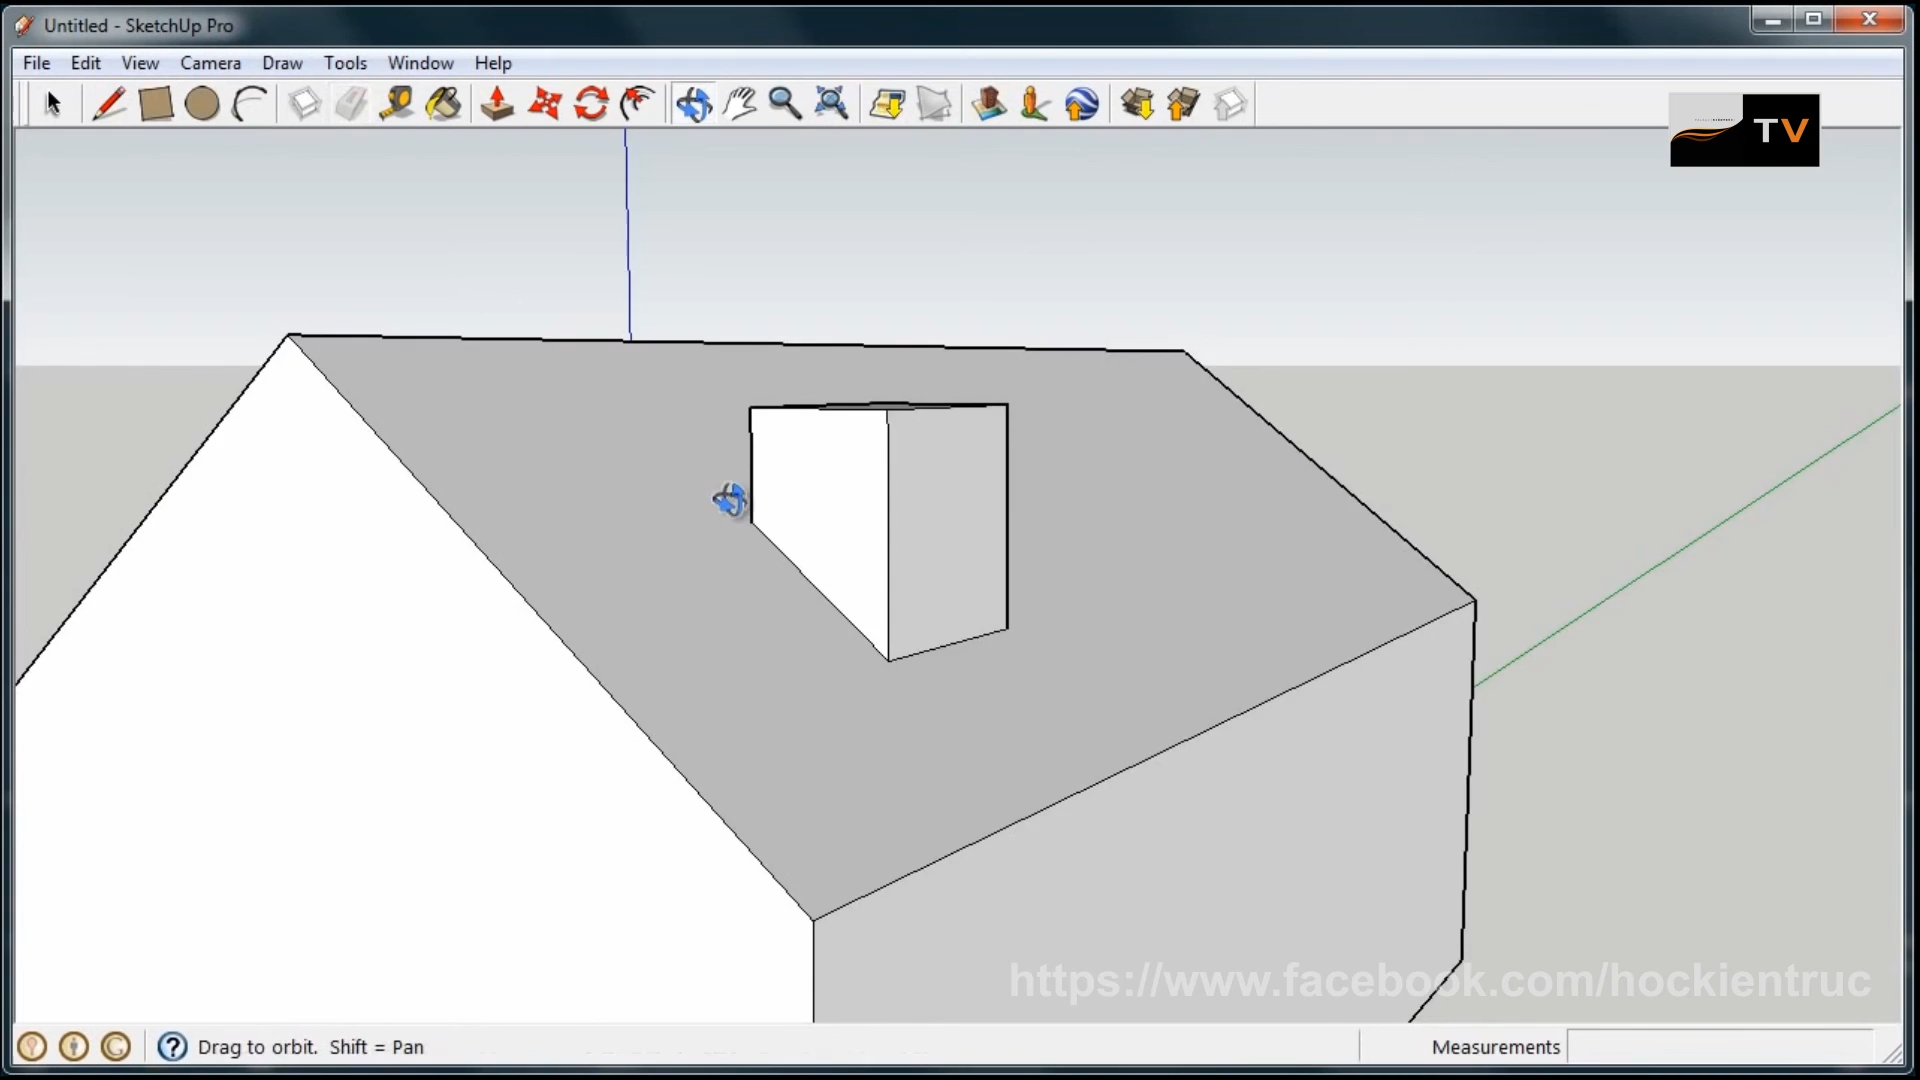 Untitled - SketchUp Pro
File Edit View Camera Draw Tools Window Help
TV
https://www.facebook.com/hockientruc
Drag to orbit. Shift = Pan
Measurements